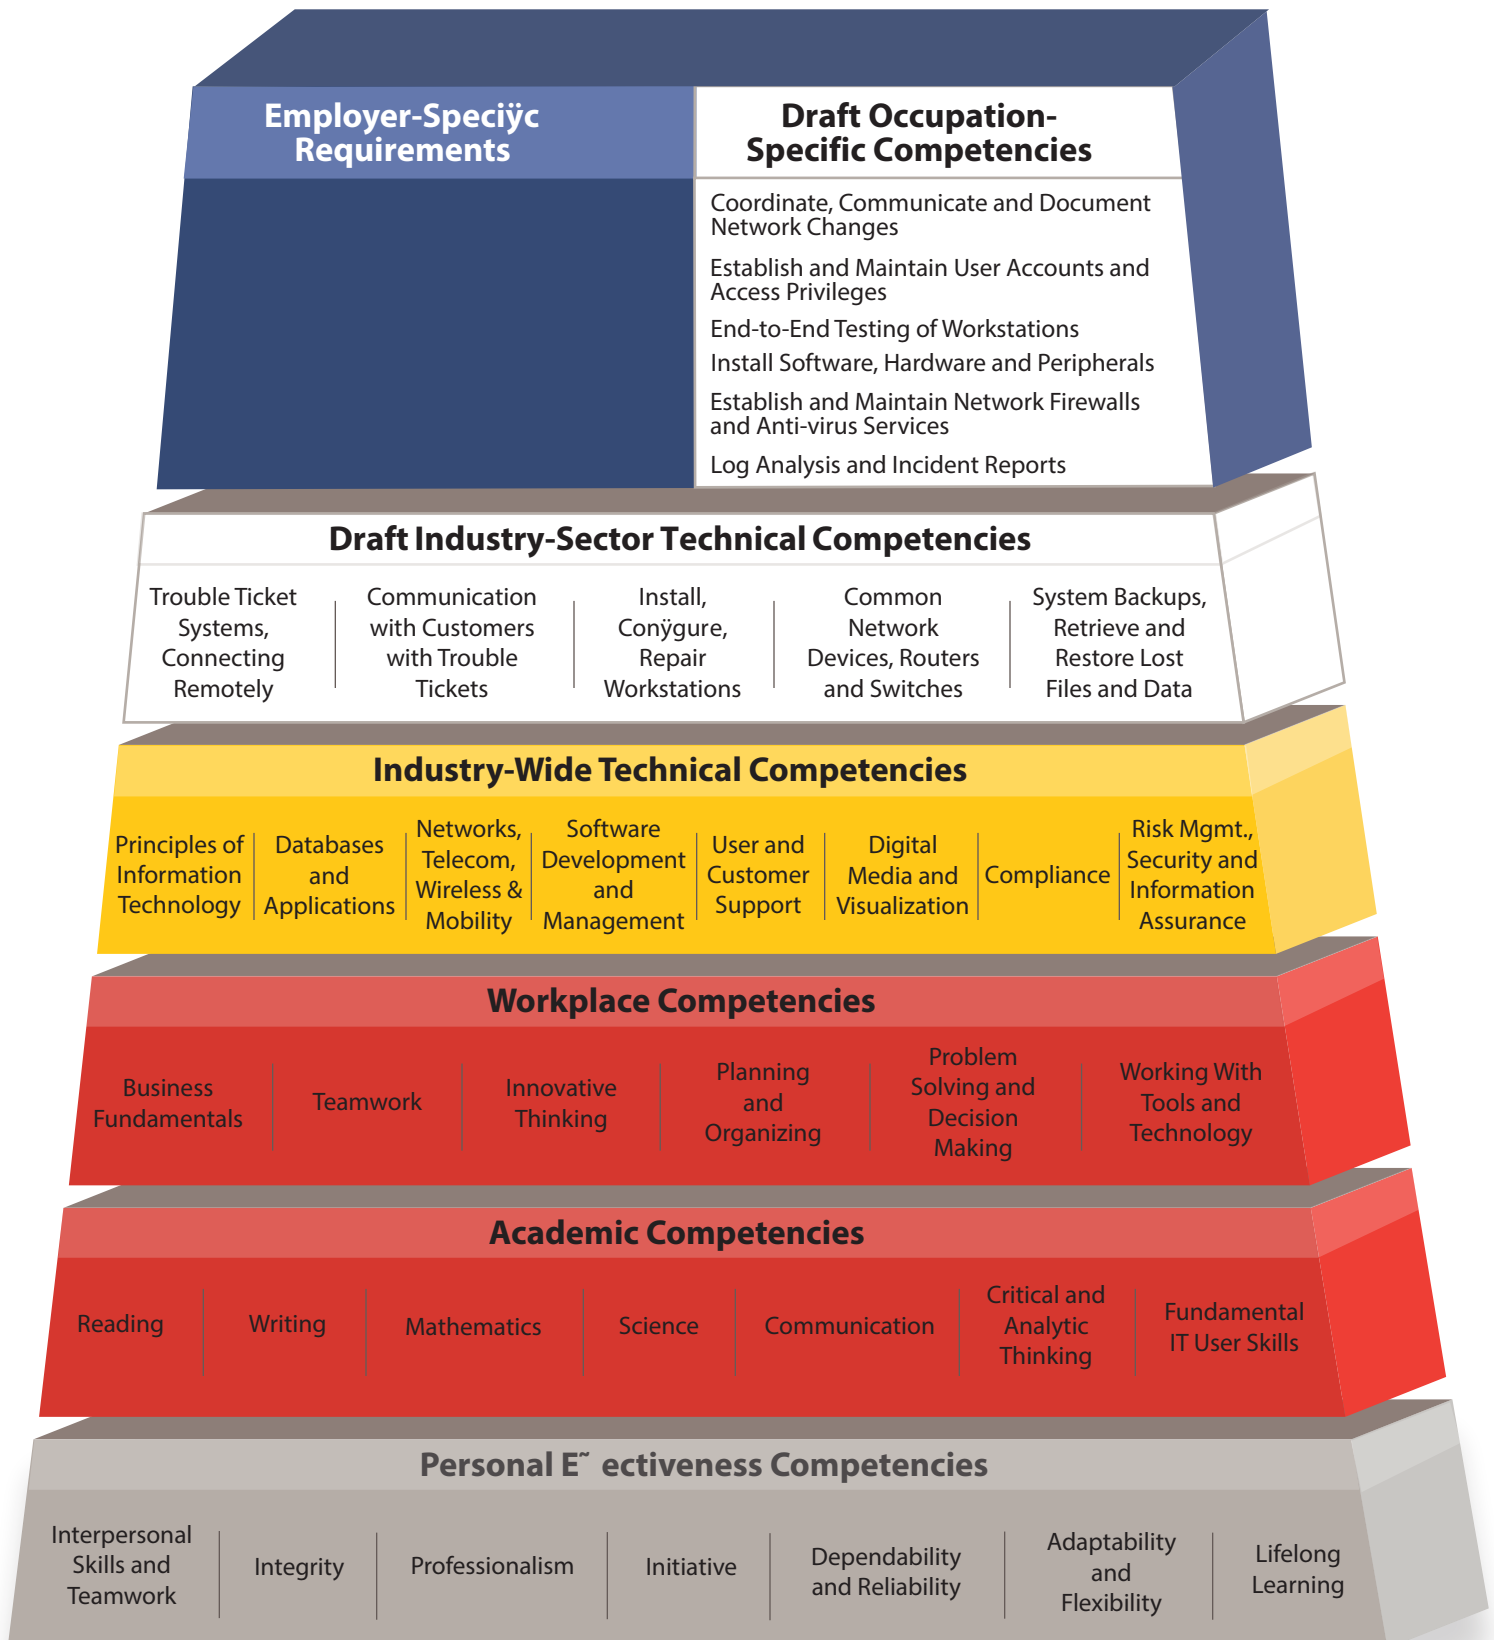 Employer-Speciÿc
Requirements
Draft Occupation-
Specific Competencies
Coordinate, Communicate and Document
Network Changes
Establish and Maintain User Accounts and
Access Privileges
End-to-End Testing of Workstations
Install Software, Hardware and Peripherals
Establish and Maintain Network Firewalls
and Anti-virus Services
Log Analysis and Incident Reports
Draft Industry-Sector Technical Competencies
Trouble Ticket
Systems,
Connecting
Remotely
Communication
with Customers
with Trouble
Tickets
Install,
Conÿgure,
Repair
Workstations
Common
Network
Devices, Routers
and Switches
System Backups,
Retrieve and
Restore Lost
Files and Data
Industry-Wide Technical Competencies
Principles of
Information
Technology
Databases
and
Applications
Networks,
Telecom,
Wireless &
Mobility
Software
Development
and
Management
User and
Customer
Support
Digital
Media and
Visualization
Compliance
Risk Mgmt.,
Security and
Information
Assurance
Workplace Competencies
Business
Fundamentals
Teamwork
Innovative
Thinking
Planning
and
Organizing
Problem
Solving and
Decision
Making
Working With
Tools and
Technology
Academic Competencies
Reading
Writing
Mathematics
Science
Communication
Critical and
Analytic
Thinking
Fundamental
IT User Skills
Personal E˜ ectiveness Competencies
Interpersonal
Skills and
Teamwork
Integrity
Professionalism
Initiative
Dependability
and Reliability
Adaptability
and
Flexibility
Lifelong
Learning